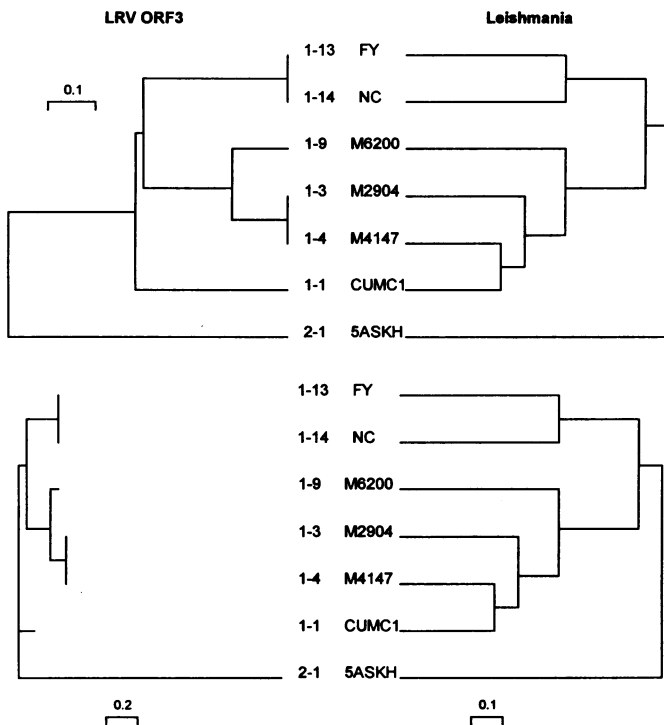 LRV ORF3 Leishmania
1-13 FY
0.1
1-14 NC
1-9 M6200
1-3 M2904
1-4 M4147
1-1 CUMC1
2-1 5ASKH
1-13 FY
1-14 NC
1-9 M6200
1-3 M2904
1-4 M4147
1-1 CUMC1
2-1 5ASKH
0.2 0.1